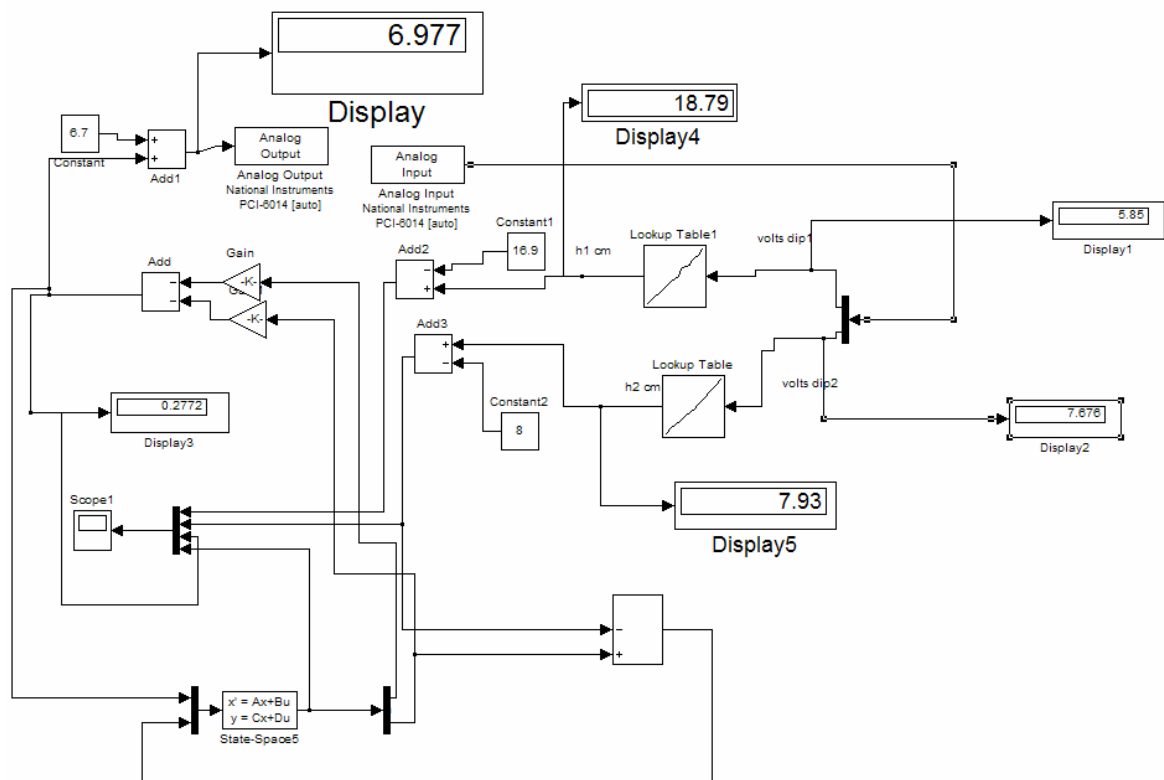 6.977
Display
18.79
Display4
6.7
Constant
+
+
Add1
Analog
Output
Analog Output
National Instruments
PCI-6014 [auto]
Analog
Input
Analog Input
National Instruments
PCI-6014 [auto]
Constant1
16.9
Add2
−
+
h1 cm
Lookup Table1
volts dip1
5.85
Display1
Add
−
−
Gain
-K-
-K-
Add3
+
−
Lookup Table
h2 cm
volts dip2
Constant2
8
0.2772
Display3
7.676
Display2
Scope1
7.93
Display5
−
+
x' = Ax+Bu
y = Cx+Du
State-Space5